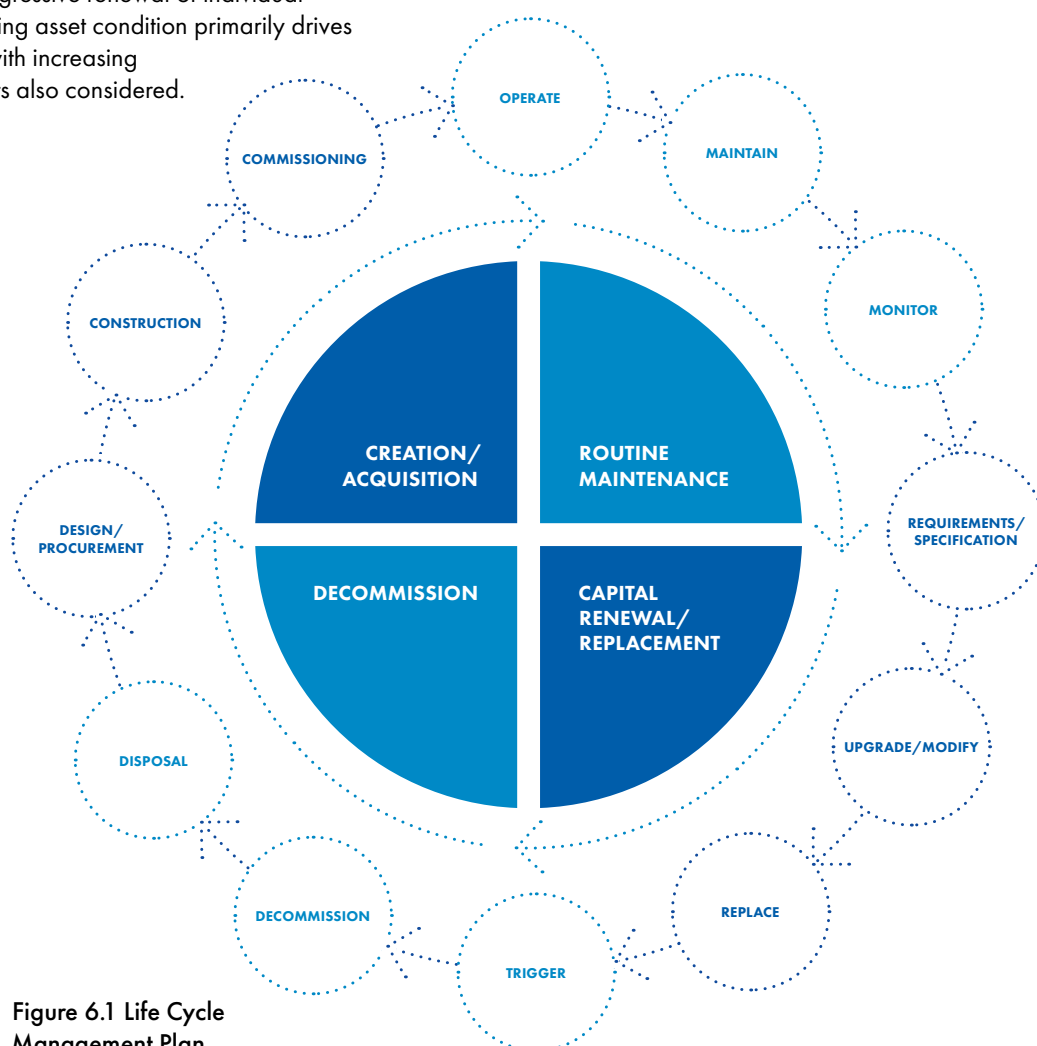 ing asset condition primarily drives
with increasing
also considered.
OPERATE
MAINTAIN
MONITOR
REQUIREMENTS/
SPECIFICATION
UPGRADE/MODIFY
REPLACE
TRIGGER
DECOMMISSION
DISPOSAL
DESIGN/
PROCUREMENT
CONSTRUCTION
COMMISSIONING
CREATION/
ACQUISITION
ROUTINE
MAINTENANCE
DECOMMISSION
CAPITAL
RENEWAL/
REPLACEMENT
Figure 6.1 Life Cycle
Management Plan